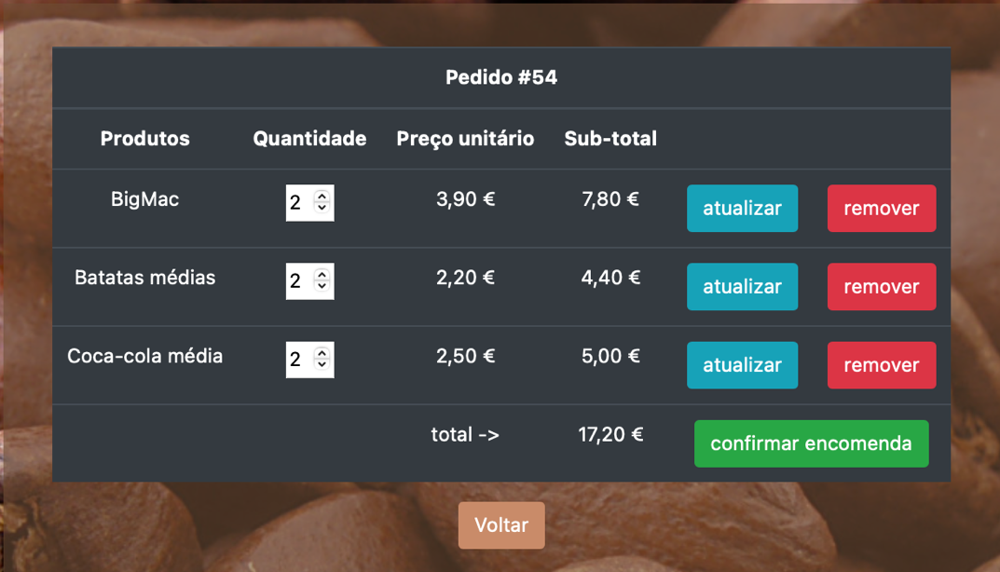 Pedido #54
Produtos Quantidade Preço unitário Sub-total
BigMac 2 3,90 € 7,80 € atualizar remover
Batatas médias 2 2,20 € 4,40 € atualizar remover
Coca-cola média 2 2,50 € 5,00 € atualizar remover
total -> 17,20 € confirmar encomenda
Voltar